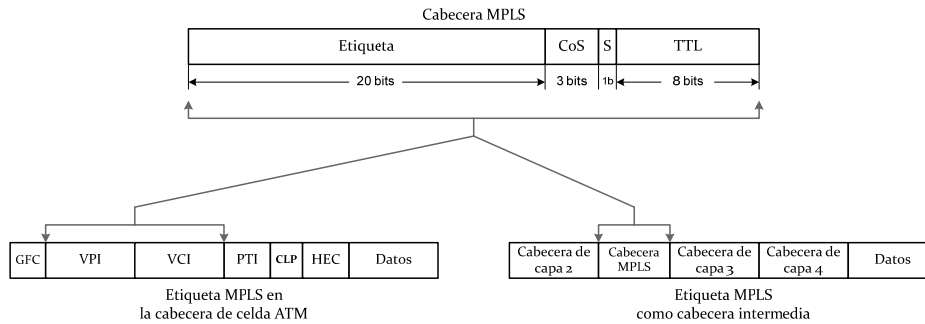 Cabecera MPLS
Etiqueta CoS S TTL
20 bits 3 bits 1b 8 bits
GFC VPI VCI PTI CLP HEC Datos
Etiqueta MPLS en
la cabecera de celda ATM
Cabecera de
capa 2
Cabecera
MPLS
Cabecera de
capa 3
Cabecera de
capa 4
Datos
Etiqueta MPLS
como cabecera intermedia